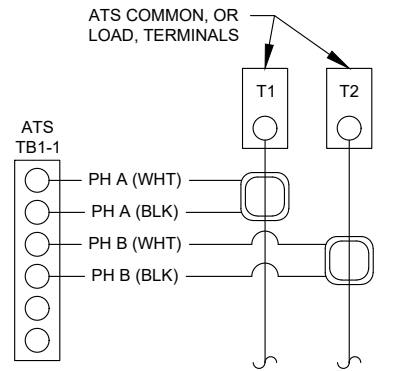 ATS COMMON, OR
LOAD, TERMINALS
T1
T2
ATS
TB1-1
PH A (WHT)
PH A (BLK)
PH B (WHT)
PH B (BLK)